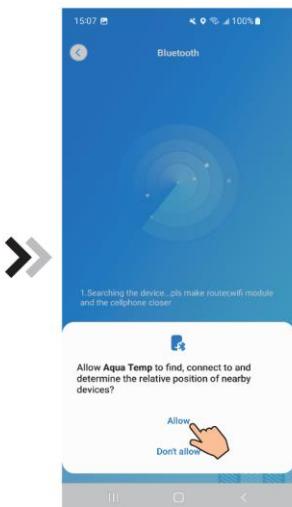 15:07
100%
Bluetooth
1.Searching the device...pls make router,wifi module
and the cellphone closer
Allow Aqua Temp to find, connect to and
determine the relative position of nearby
devices?
Allow
Don't allow